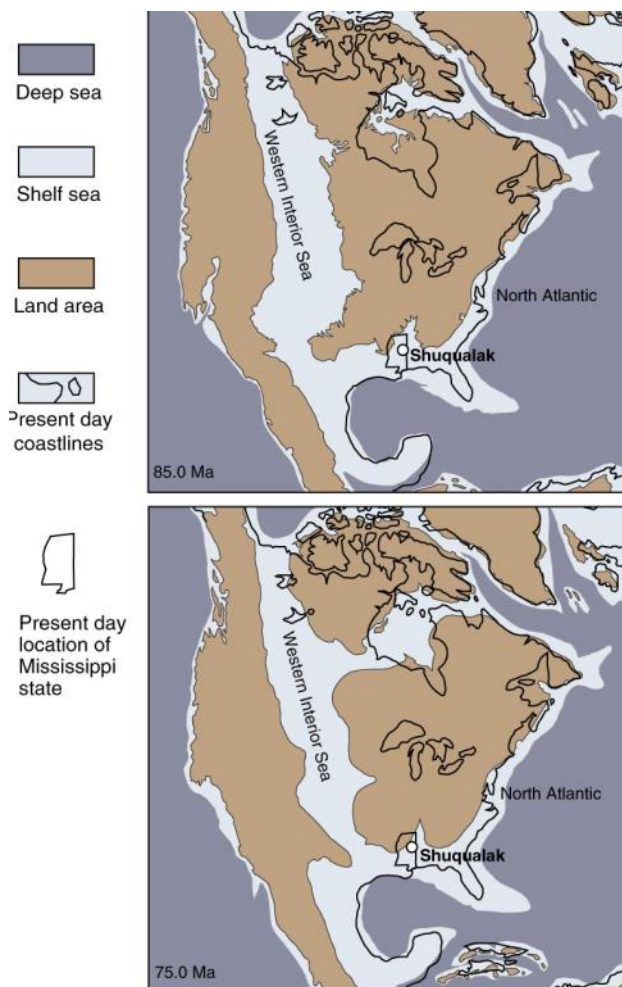 Deep sea
Shelf sea
Land area
Present day
coastlines
Present day
location of
Mississippi
state
Western Interior Sea
North Atlantic
Shuqualak
85.0 Ma
Western Interior Sea
North Atlantic
Shuqualak
75.0 Ma